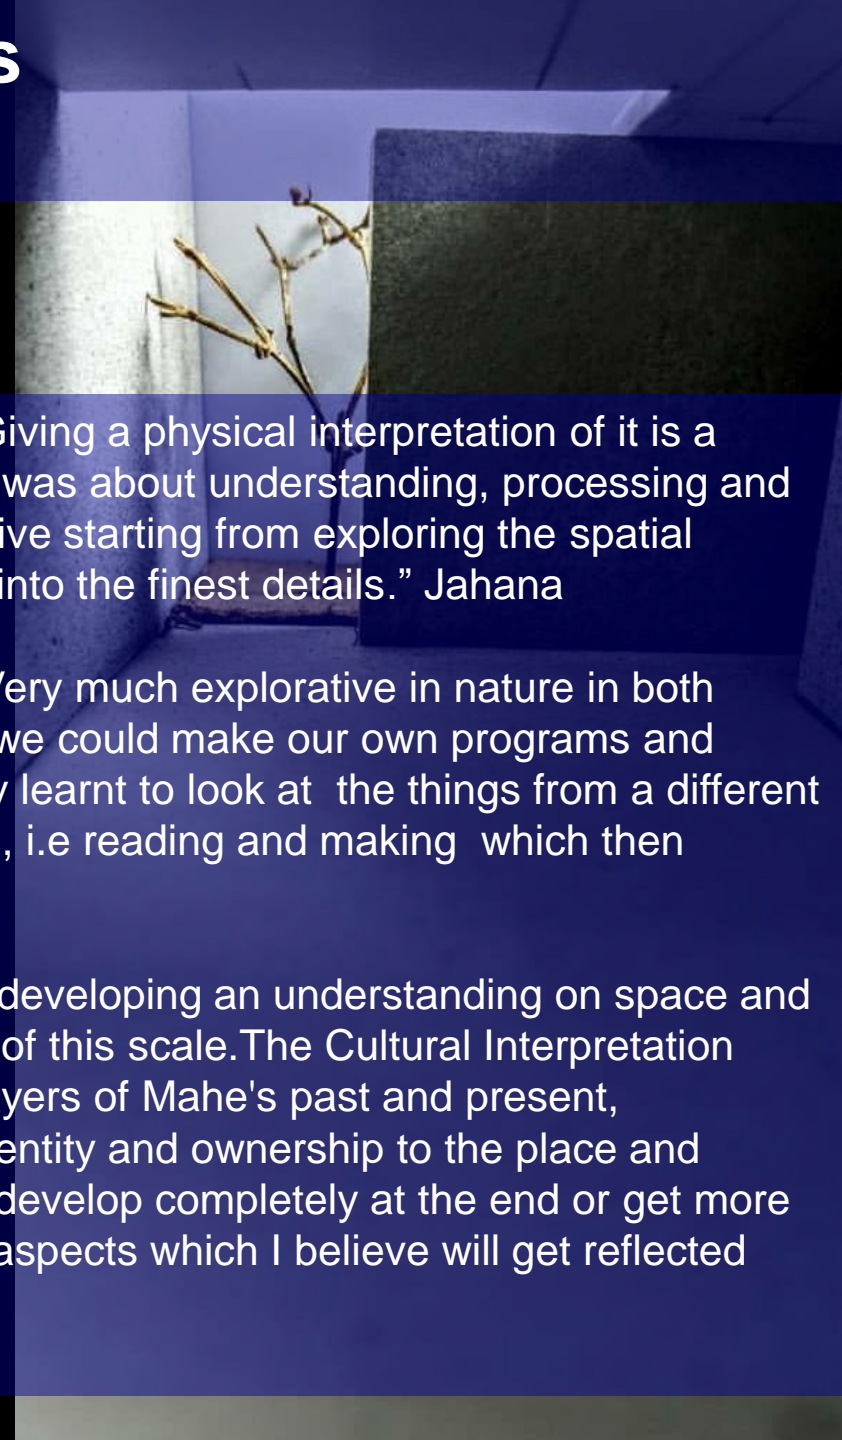 s
Giving a physical interpretation of it is a
was about understanding, processing and
ive starting from exploring the spatial
into the finest details.” Jahana
Very much explorative in nature in both
we could make our own programs and
y learnt to look at  the things from a different
, i.e reading and making  which then
developing an understanding on space and
of this scale.The Cultural Interpretation
yers of Mahe's past and present,
entity and ownership to the place and
develop completely at the end or get more
aspects which I believe will get reflected